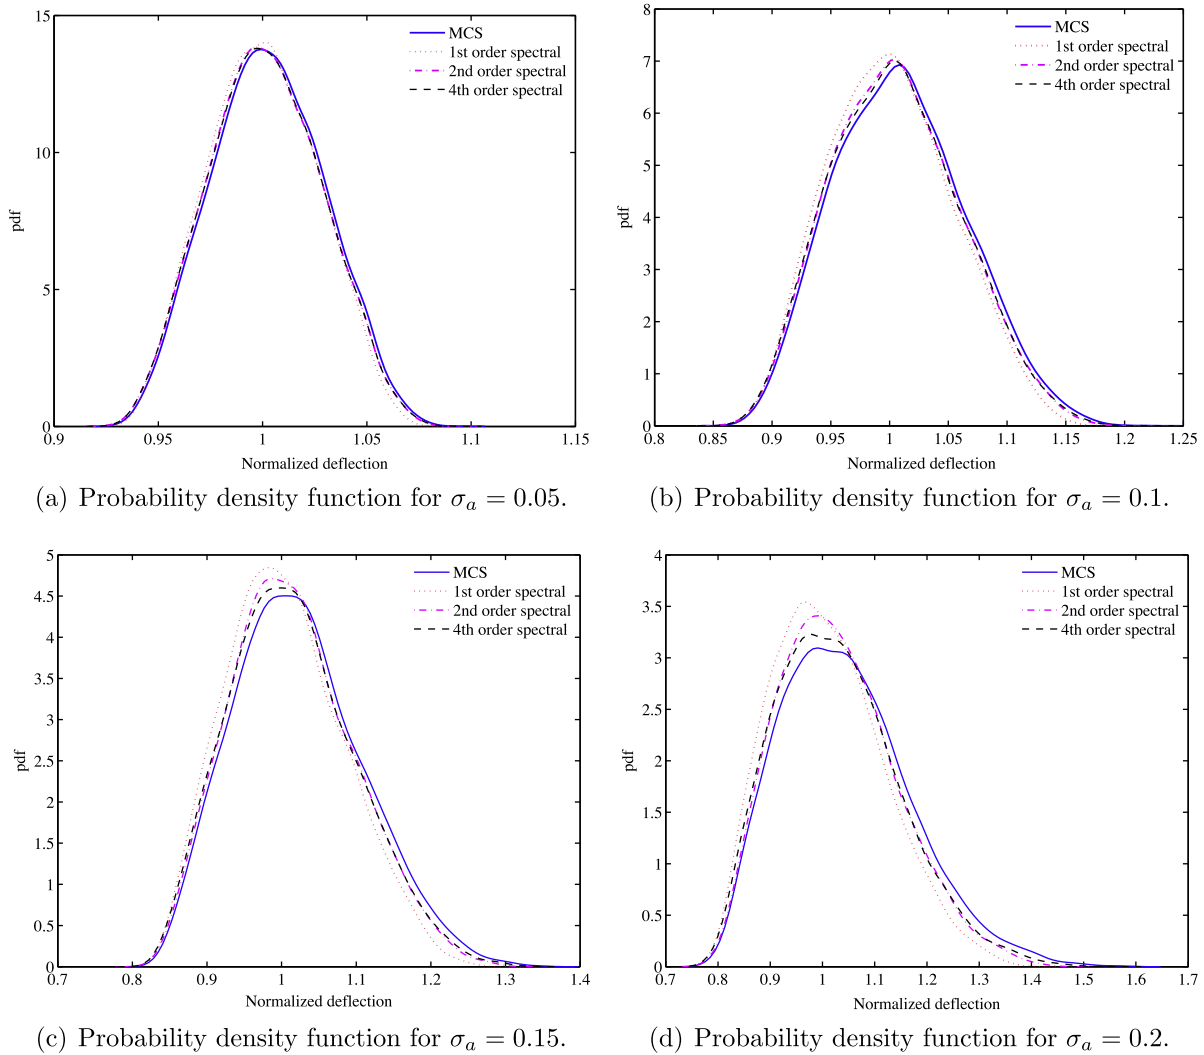 15
10
5
0
0.9
0.95
1
1.05
1.1
1.15
pdf
Normalized deflection
MCS
1st order spectral
2nd order spectral
4th order spectral
(a) Probability density function for σₐ = 0.05.
8
7
6
5
4
3
2
1
0
0.8
0.85
0.9
0.95
1
1.05
1.1
1.15
1.2
1.25
pdf
Normalized deflection
MCS
1st order spectral
2nd order spectral
4th order spectral
(b) Probability density function for σₐ = 0.1.
5
4.5
4
3.5
3
2.5
2
1.5
1
0.5
0
0.7
0.8
0.9
1
1.1
1.2
1.3
1.4
pdf
Normalized deflection
MCS
1st order spectral
2nd order spectral
4th order spectral
(c) Probability density function for σₐ = 0.15.
4
3.5
3
2.5
2
1.5
1
0.5
0
0.7
0.8
0.9
1
1.1
1.2
1.3
1.4
1.5
1.6
1.7
pdf
Normalized deflection
MCS
1st order spectral
2nd order spectral
4th order spectral
(d) Probability density function for σₐ = 0.2.